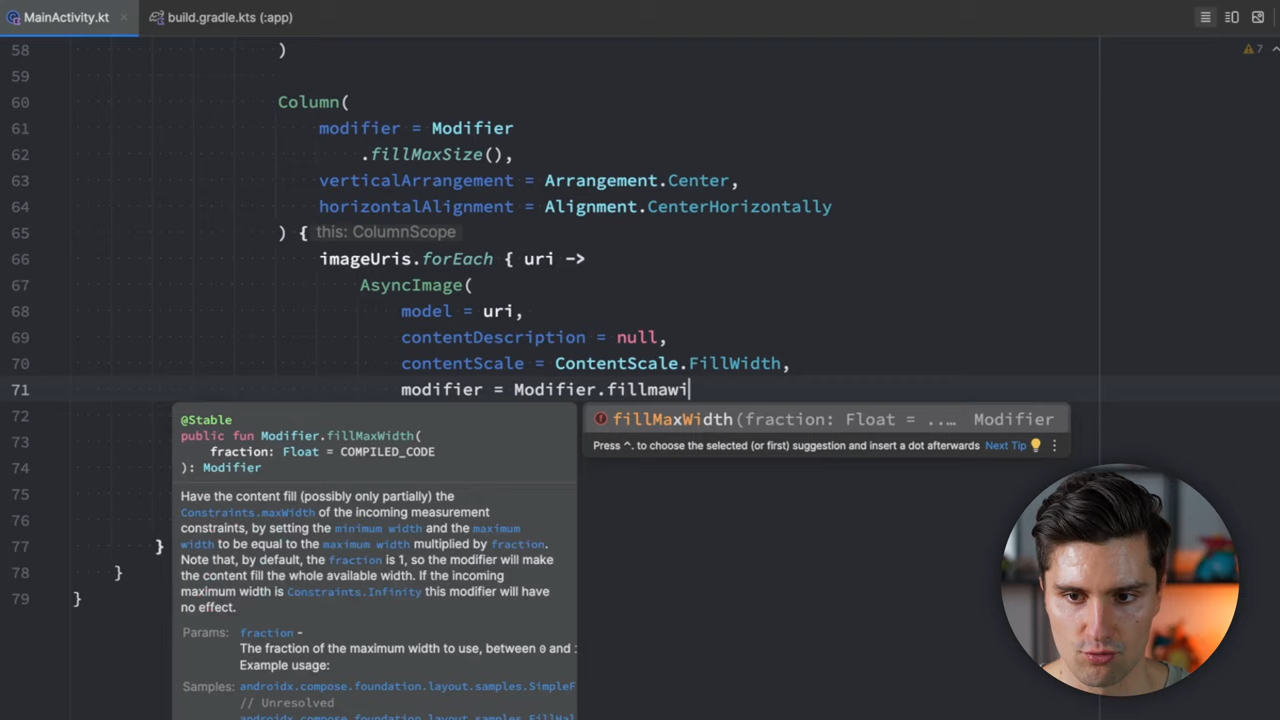 MainActivity.kt
build.gradle.kts (:app)
7
58 )
59
60 Column(
61 modifier = Modifier
62 .fillMaxSize(),
63 verticalArrangement = Arrangement.Center,
64 horizontalAlignment = Alignment.CenterHorizontally
65 ) { this: ColumnScope
66 imageUris.forEach { uri ->
67 AsyncImage(
68 model = uri,
69 contentDescription = null,
70 contentScale = ContentScale.FillWidth,
71 modifier = Modifier.fillmawi
72
73
74
75
76
77 }
78 }
79 }
fillMaxWidth(fraction: Float = ... Modifier
Press ^. to choose the selected (or first) suggestion and insert a dot afterwards Next Tip
@Stable
public fun Modifier.fillMaxWidth(
fraction: Float = COMPILED_CODE
): Modifier
Have the content fill (possibly only partially) the
Constraints.maxWidth of the incoming measurement
constraints, by setting the minimum width and the maximum
width to be equal to the maximum width multiplied by fraction.
Note that, by default, the fraction is 1, so the modifier will make
the content fill the whole available width. If the incoming
maximum width is Constraints.Infinity this modifier will have
no effect.
Params: fraction -
The fraction of the maximum width to use, between 0 and
Example usage:
Samples: androidx.compose.foundation.layout.samples.SimpleF
// Unresolved